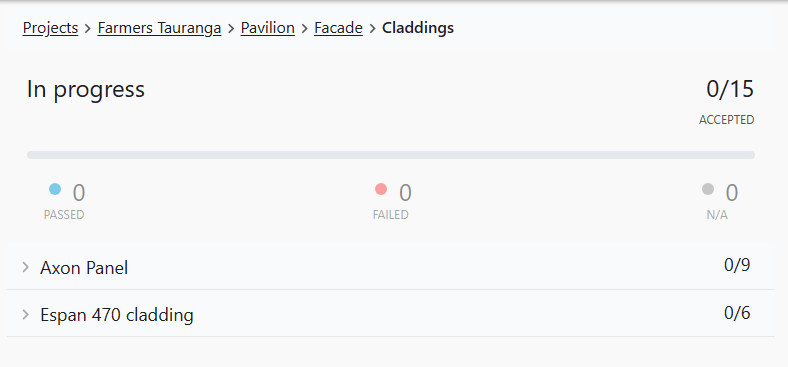 Projects > Farmers Tauranga > Pavilion > Facade > Claddings
In progress 0/15
ACCEPTED
0 0 0
PASSED FAILED N/A
> Axon Panel 0/9
> Espan 470 cladding 0/6